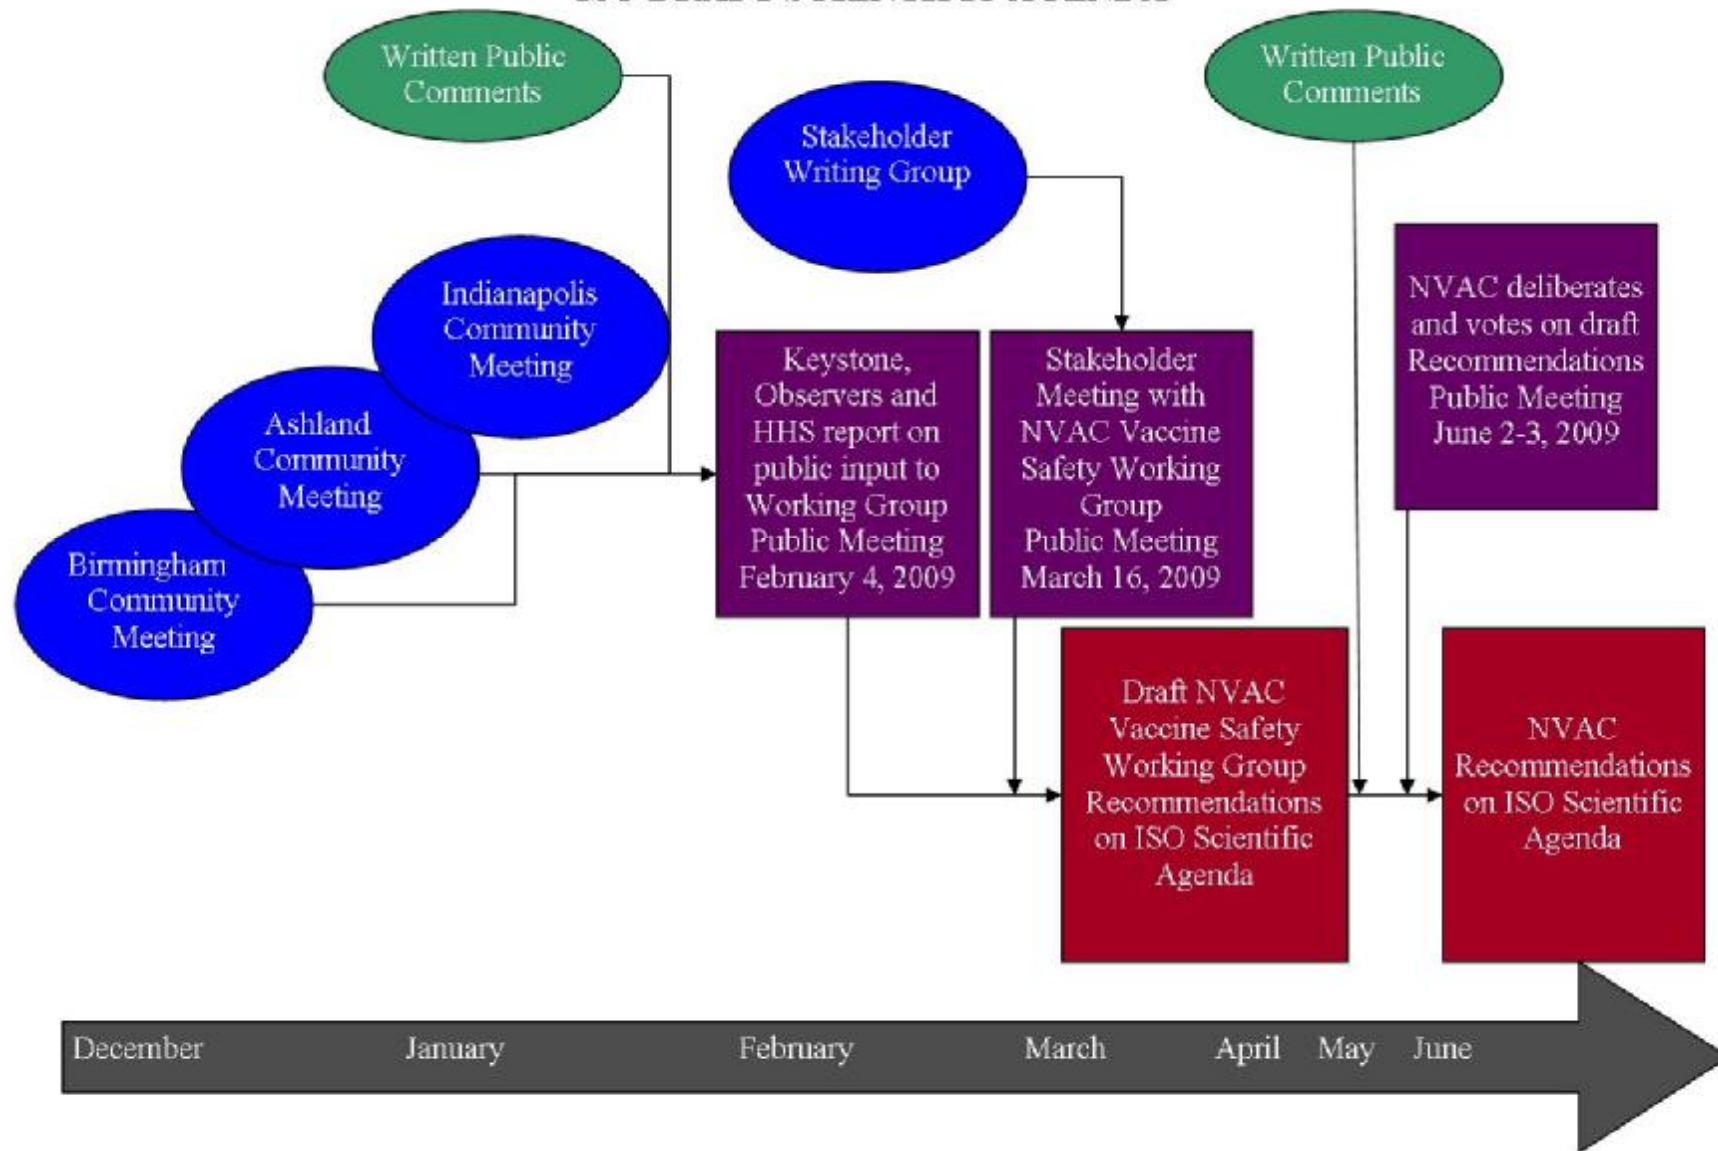 Written Public
Comments
Written Public
Comments
Stakeholder
Writing Group
Indianapolis
Community
Meeting
Ashland
Community
Meeting
Birmingham
Community
Meeting
Keystone,
Observers and
HHS report on
public input to
Working Group
Public Meeting
February 4, 2009
Stakeholder
Meeting with
NVAC Vaccine
Safety Working
Group
Public Meeting
March 16, 2009
NVAC deliberates
and votes on draft
Recommendations
Public Meeting
June 2-3, 2009
Draft NVAC
Vaccine Safety
Working Group
Recommendations
on ISO Scientific
Agenda
NVAC
Recommendations
on ISO Scientific
Agenda
December January February March April May June